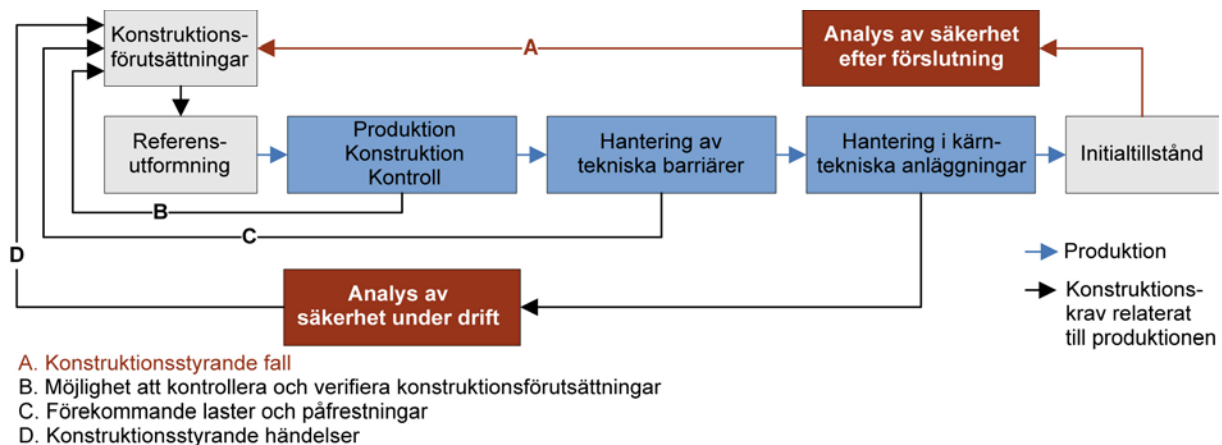 Konstruktions-
förutsättningar
A
Analys av säkerhet
efter förslutning
Referens-
utformning
Produktion
Konstruktion
Kontroll
Hantering av
tekniska barriärer
Hantering i kärn-
tekniska anläggningar
Initialtillstånd
B
C
D
Analys av
säkerhet under drift
Produktion
Konstruktions-
krav relaterat
till produktionen
A. Konstruktionsstyrande fall
B. Möjlighet att kontrollera och verifiera konstruktionsförutsättningar
C. Förekommande laster och påfrestningar
D. Konstruktionsstyrande händelser